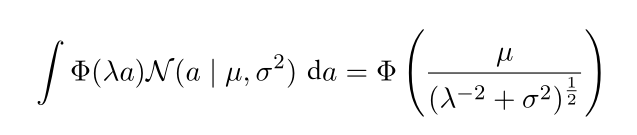 ∫ Φ(λa)𝒩(a | μ, σ²) da = Φ ( μ / (λ⁻² + σ²)^{1/2} )